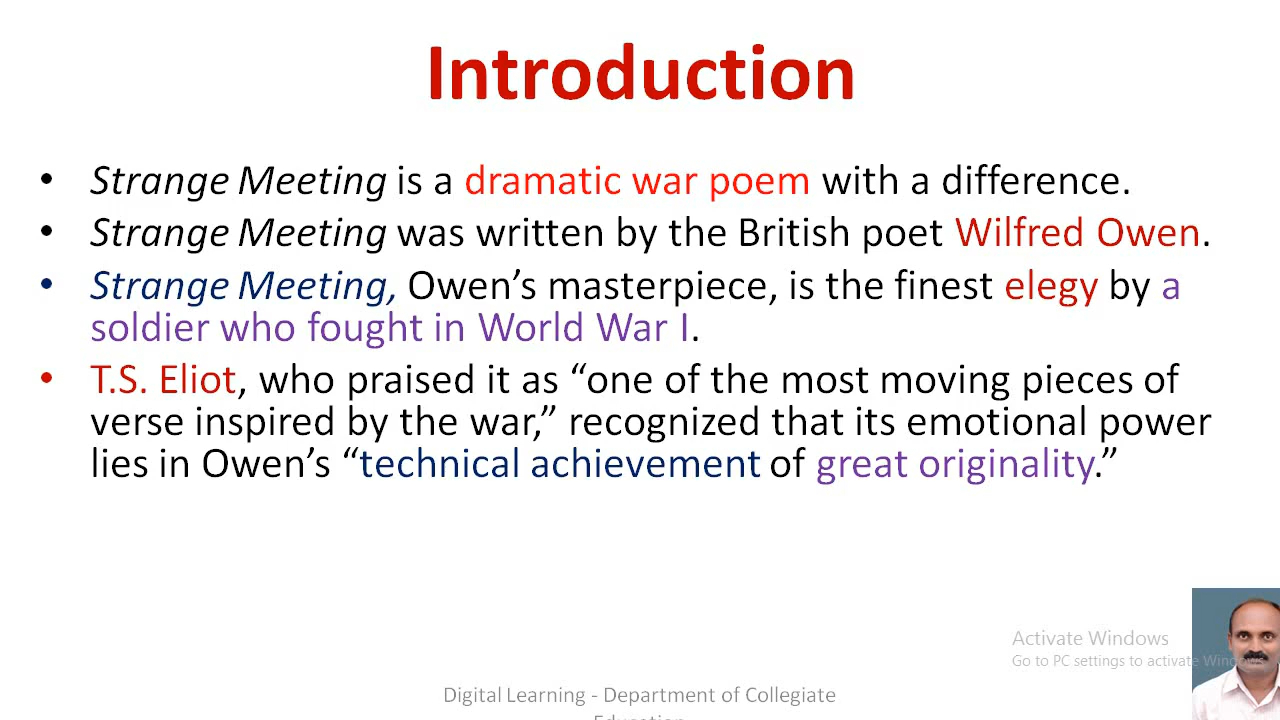 Introduction
• Strange Meeting is a dramatic war poem with a difference.
• Strange Meeting was written by the British poet Wilfred Owen.
• Strange Meeting, Owen’s masterpiece, is the finest elegy by a
soldier who fought in World War I.
• T.S. Eliot, who praised it as “one of the most moving pieces of
verse inspired by the war,” recognized that its emotional power
lies in Owen’s “technical achievement of great originality.”
Activate Windows
Go to PC settings to activate Windows.
Digital Learning - Department of Collegiate
Education